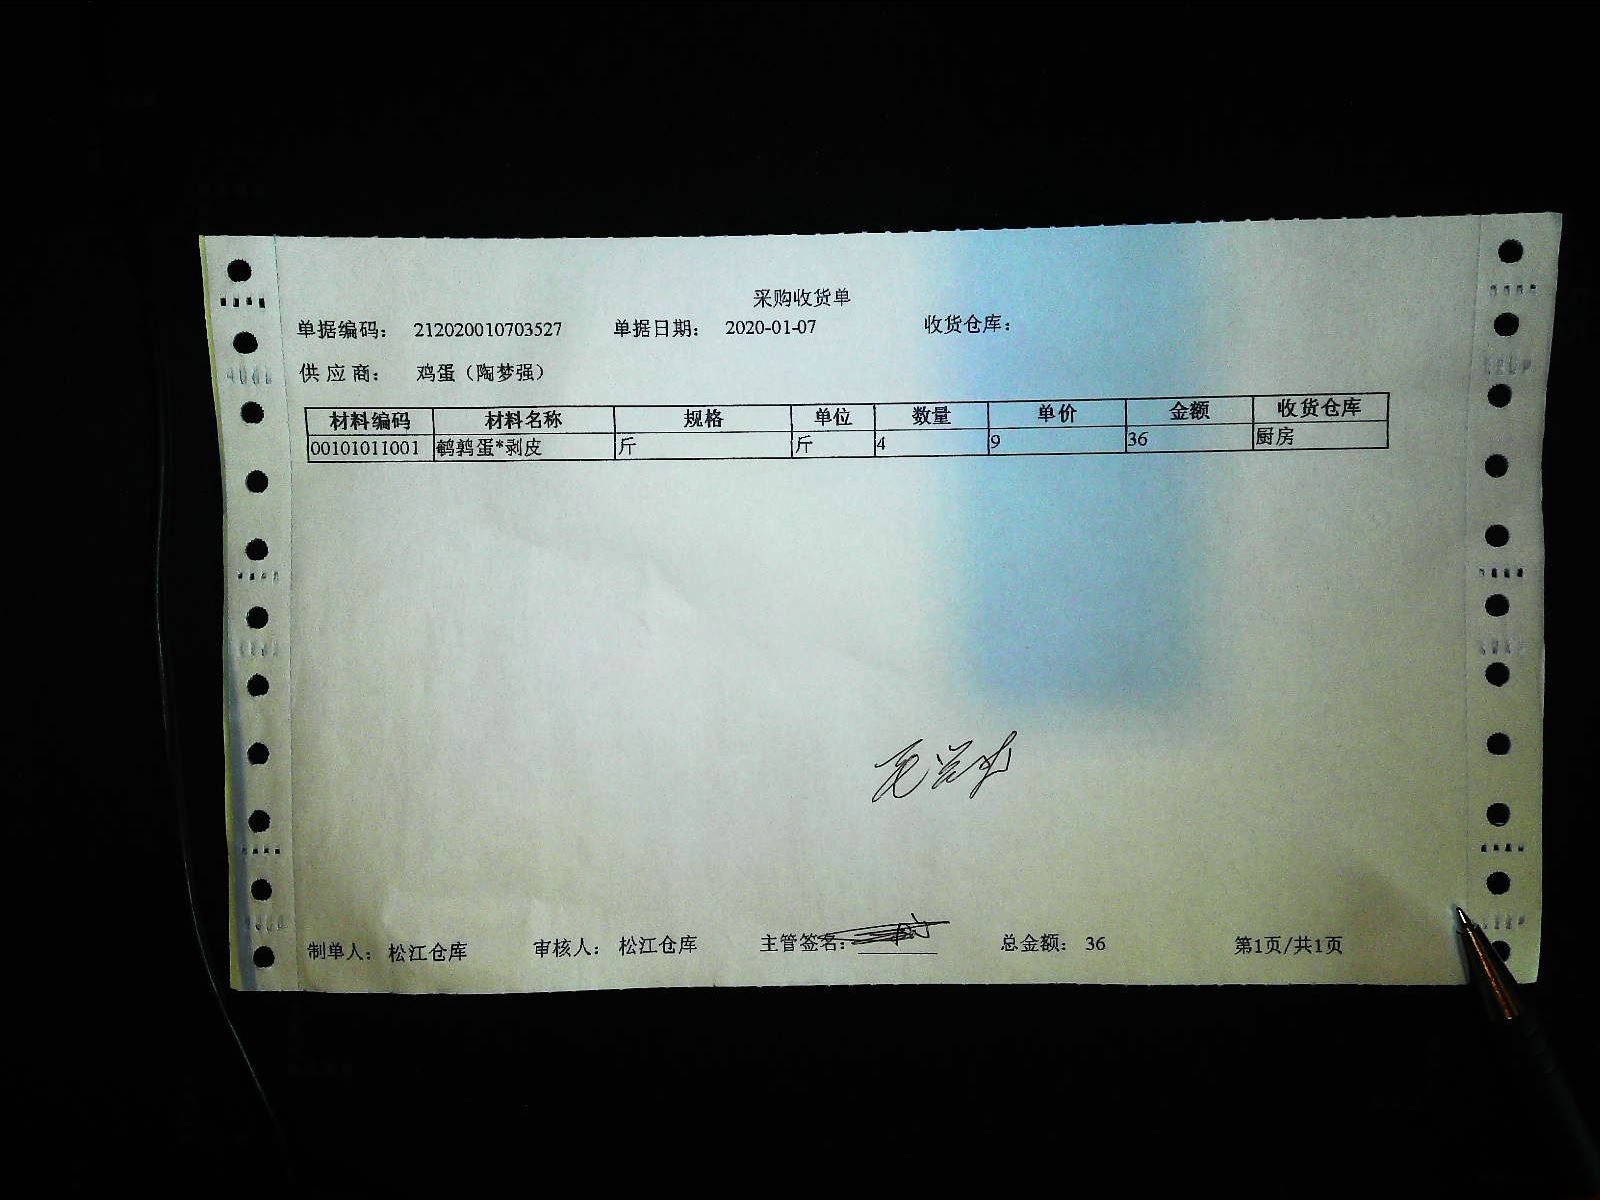 采购收货单
单据编码： 212020010703527 单据日期： 2020-01-07 收货仓库：
供 应 商： 鸡蛋（陶梦强）
材料编码 材料名称 规格 单位 数量 单价 金额 收货仓库
00101011001 鹌鹑蛋*剥皮 斤 斤 4 9 36 厨房
制单人： 松江仓库 审核人： 松江仓库 主管签名： 总金额： 36 第1页/共1页